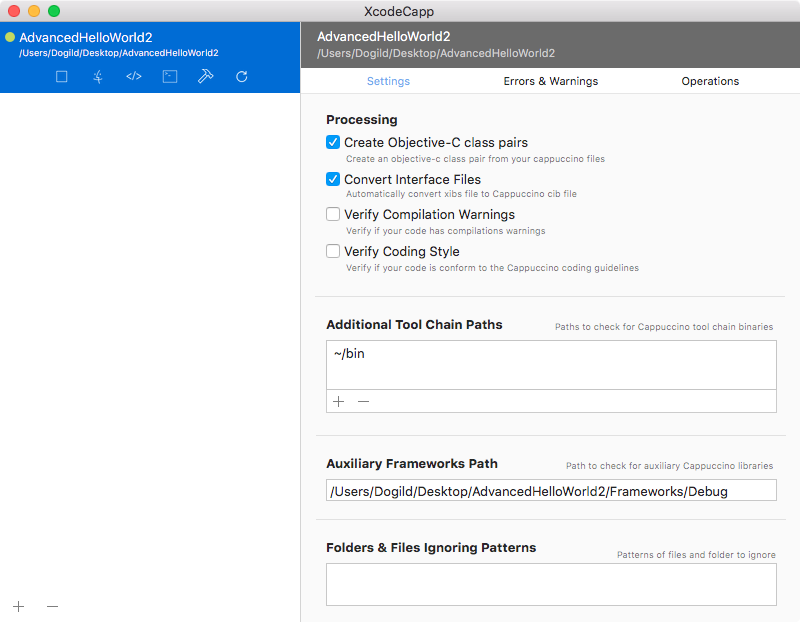 XcodeCapp
AdvancedHelloWorld2
/Users/Dogild/Desktop/AdvancedHelloWorld2
</>
AdvancedHelloWorld2
/Users/Dogild/Desktop/AdvancedHelloWorld2
Settings Errors & Warnings Operations
Processing
Create Objective-C class pairs
Create an objective-c class pair from your cappuccino files
Convert Interface Files
Automatically convert xibs file to Cappuccino cib file
Verify Compilation Warnings
Verify if your code has compilations warnings
Verify Coding Style
Verify if your code is conform to the Cappuccino coding guidelines
Additional Tool Chain Paths Paths to check for Cappuccino tool chain binaries
~/bin
Auxiliary Frameworks Path Path to check for auxiliary Cappuccino libraries
/Users/Dogild/Desktop/AdvancedHelloWorld2/Frameworks/Debug
Folders & Files Ignoring Patterns Patterns of files and folder to ignore